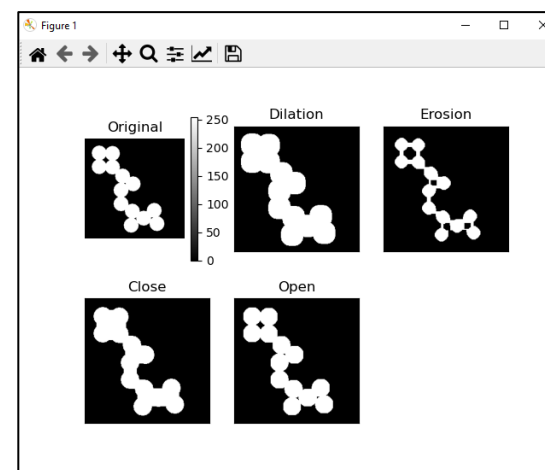 Figure 1
Original
250
200
150
100
50
0
Dilation
Erosion
Close
Open